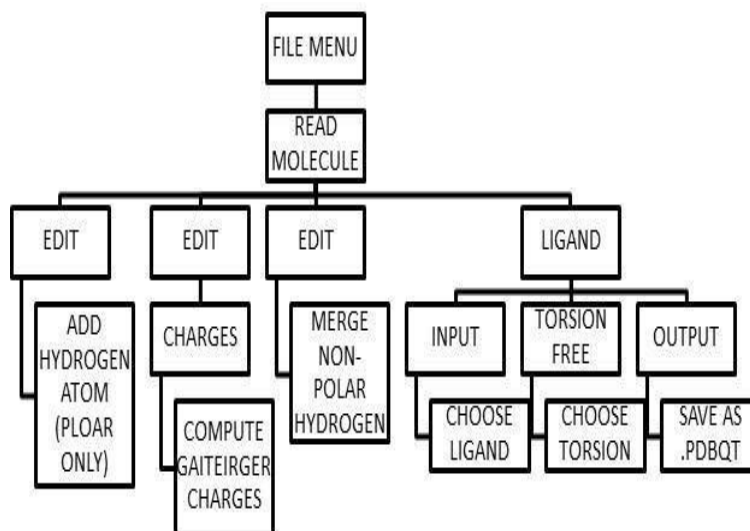 FILE MENU
READ
MOLECULE
EDIT
EDIT
EDIT
LIGAND
ADD
HYDROGEN
ATOM
(PLOAR
ONLY)
CHARGES
COMPUTE
GAITEIRGER
CHARGES
MERGE
NON-
POLAR
HYDROGEN
INPUT
TORSION
FREE
OUTPUT
CHOOSE
LIGAND
CHOOSE
TORSION
SAVE AS
.PDBQT